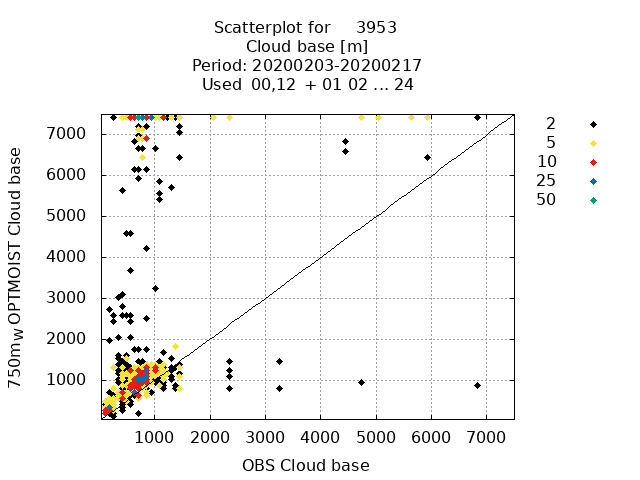 Scatterplot for 3953
Cloud base [m]
Period: 20200203-20200217
Used 00,12 + 01 02 ... 24
750mw OPTMOIST Cloud base
7000
6000
5000
4000
3000
2000
1000
1000 2000 3000 4000 5000 6000 7000
OBS Cloud base
2
5
10
25
50